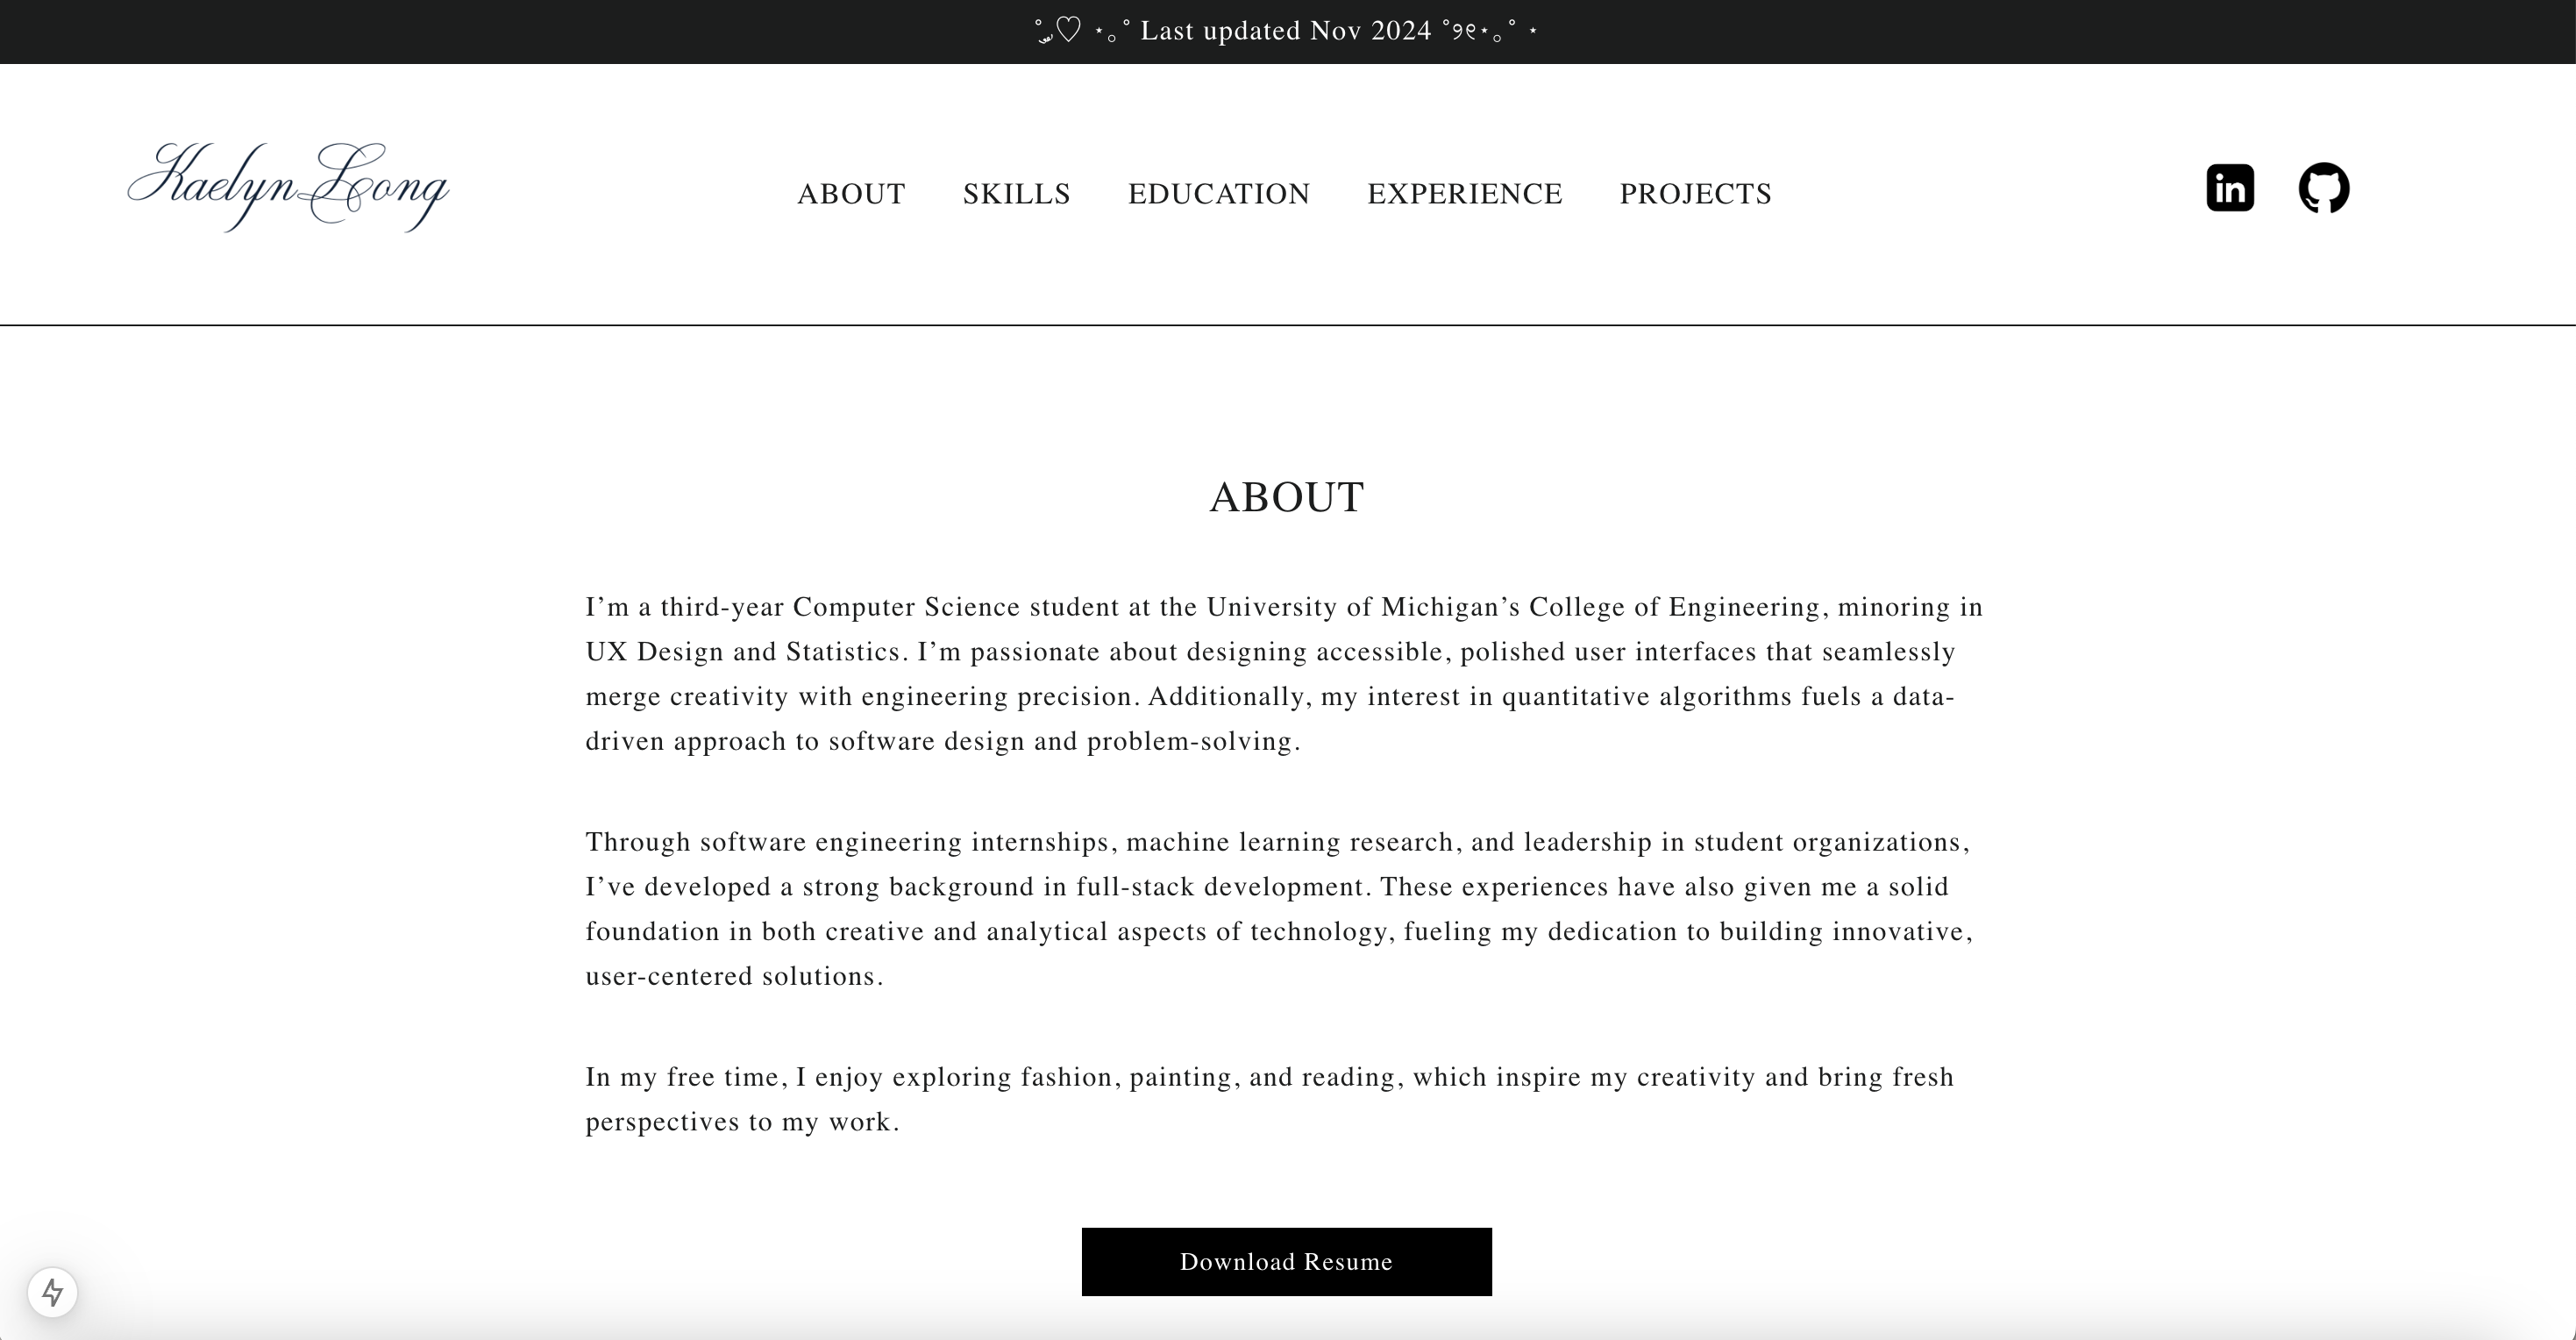 ˚ ༘♡ ⋆｡˚ Last updated Nov 2024 ˚୨୧⋆｡˚ ⋆
Kaelyn Long
ABOUT SKILLS EDUCATION EXPERIENCE PROJECTS
in
ABOUT
I’m a third-year Computer Science student at the University of Michigan’s College of Engineering, minoring in
UX Design and Statistics. I’m passionate about designing accessible, polished user interfaces that seamlessly
merge creativity with engineering precision. Additionally, my interest in quantitative algorithms fuels a data-
driven approach to software design and problem-solving.
Through software engineering internships, machine learning research, and leadership in student organizations,
I’ve developed a strong background in full-stack development. These experiences have also given me a solid
foundation in both creative and analytical aspects of technology, fueling my dedication to building innovative,
user-centered solutions.
In my free time, I enjoy exploring fashion, painting, and reading, which inspire my creativity and bring fresh
perspectives to my work.
Download Resume